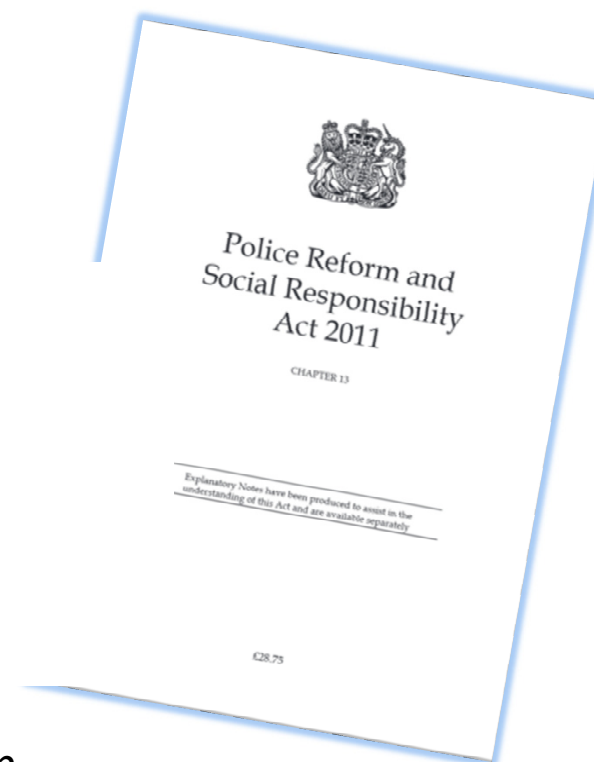 Police Reform and
Social Responsibility
Act 2011
CHAPTER 13
Explanatory Notes have been produced to assist in the
understanding of this Act and are available separately
£28.75